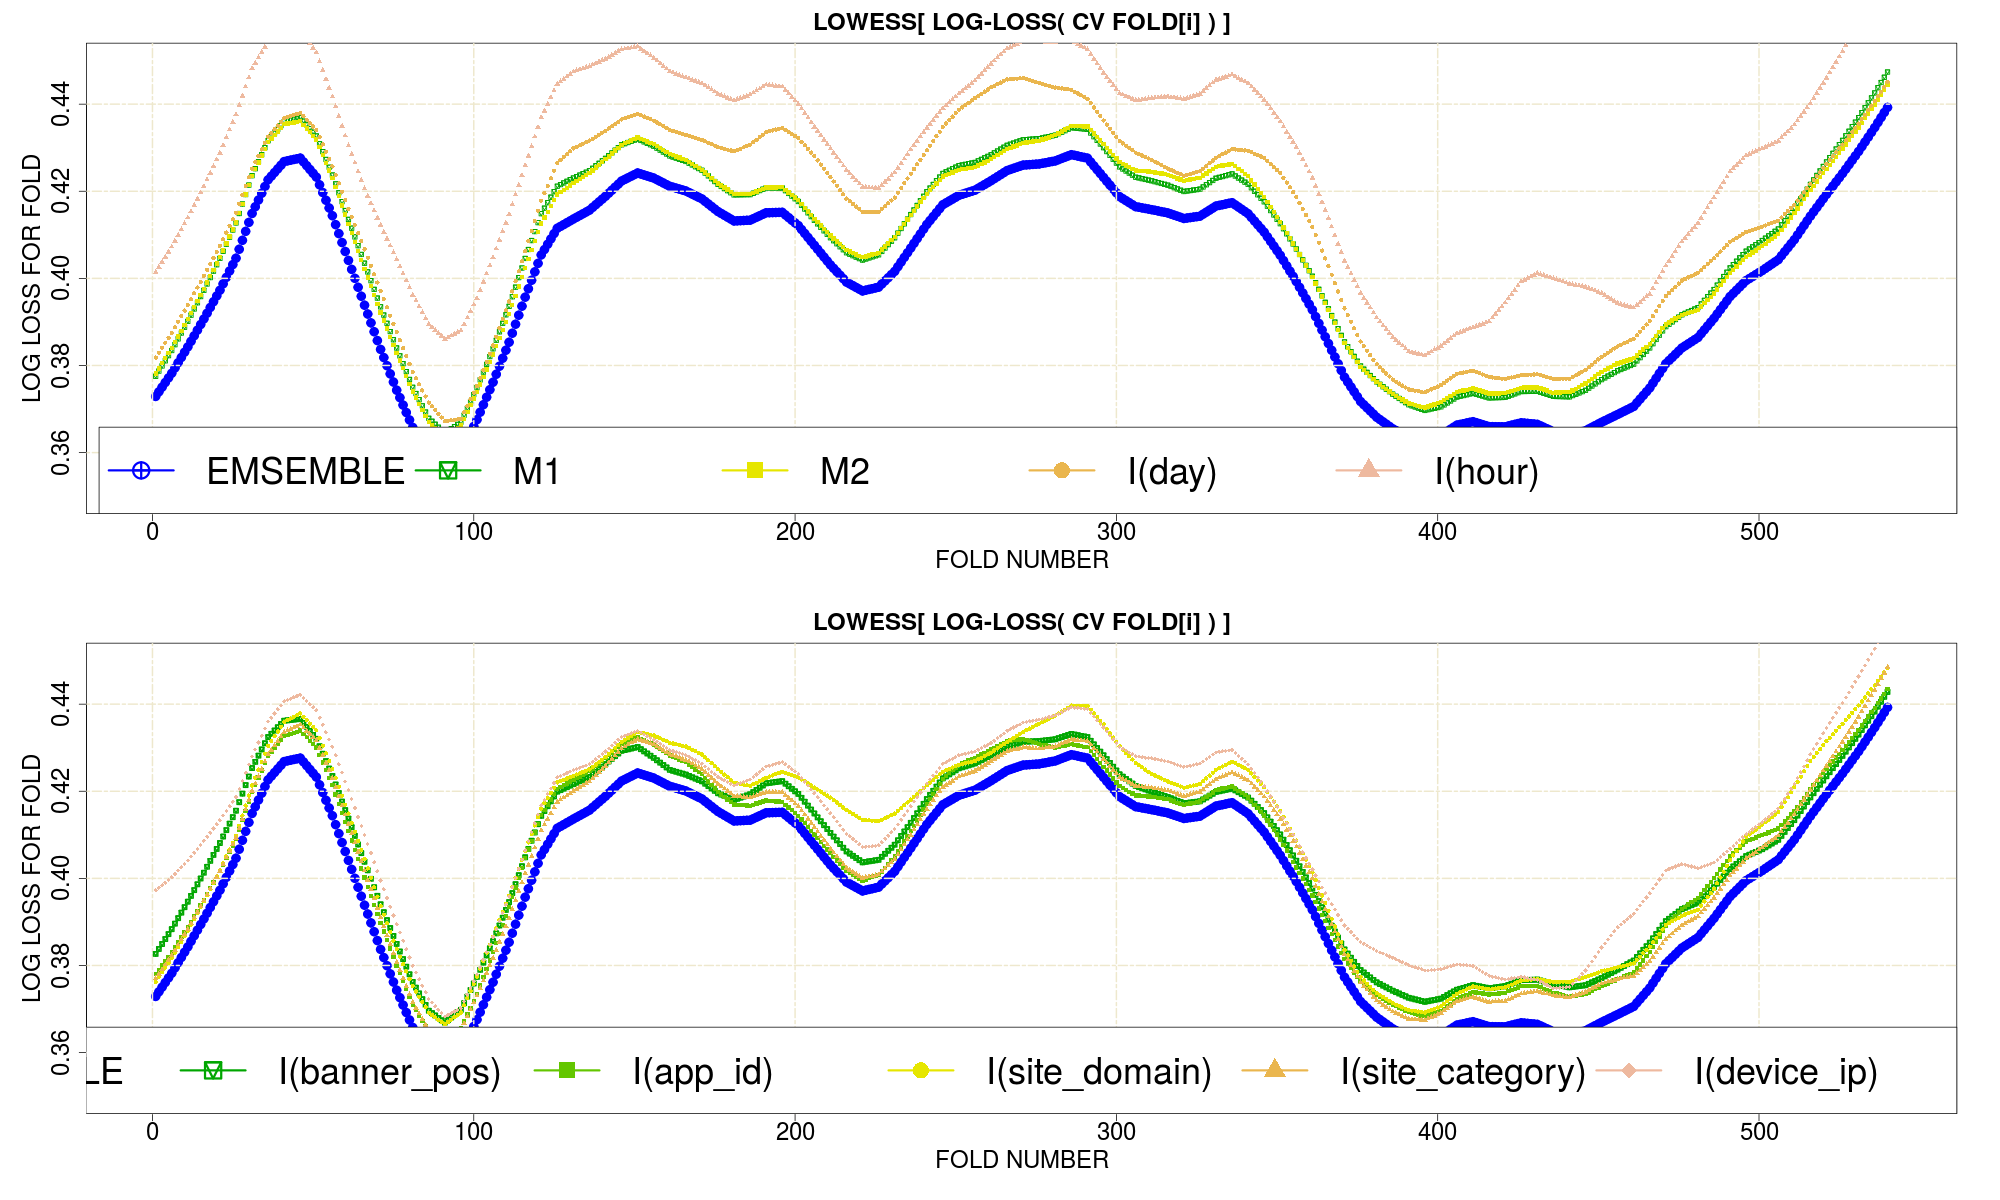 LOWESS[ LOG-LOSS( CV FOLD[i] ) ]
LOG LOSS FOR FOLD
0.44
0.42
0.40
0.38
0.36
EMSEMBLE M1 M2 I(day) I(hour)
0 100 200 300 400 500
FOLD NUMBER
LOWESS[ LOG-LOSS( CV FOLD[i] ) ]
LOG LOSS FOR FOLD
0.44
0.42
0.40
0.38
0.36
LE I(banner_pos) I(app_id) I(site_domain) I(site_category) I(device_ip)
0 100 200 300 400 500
FOLD NUMBER